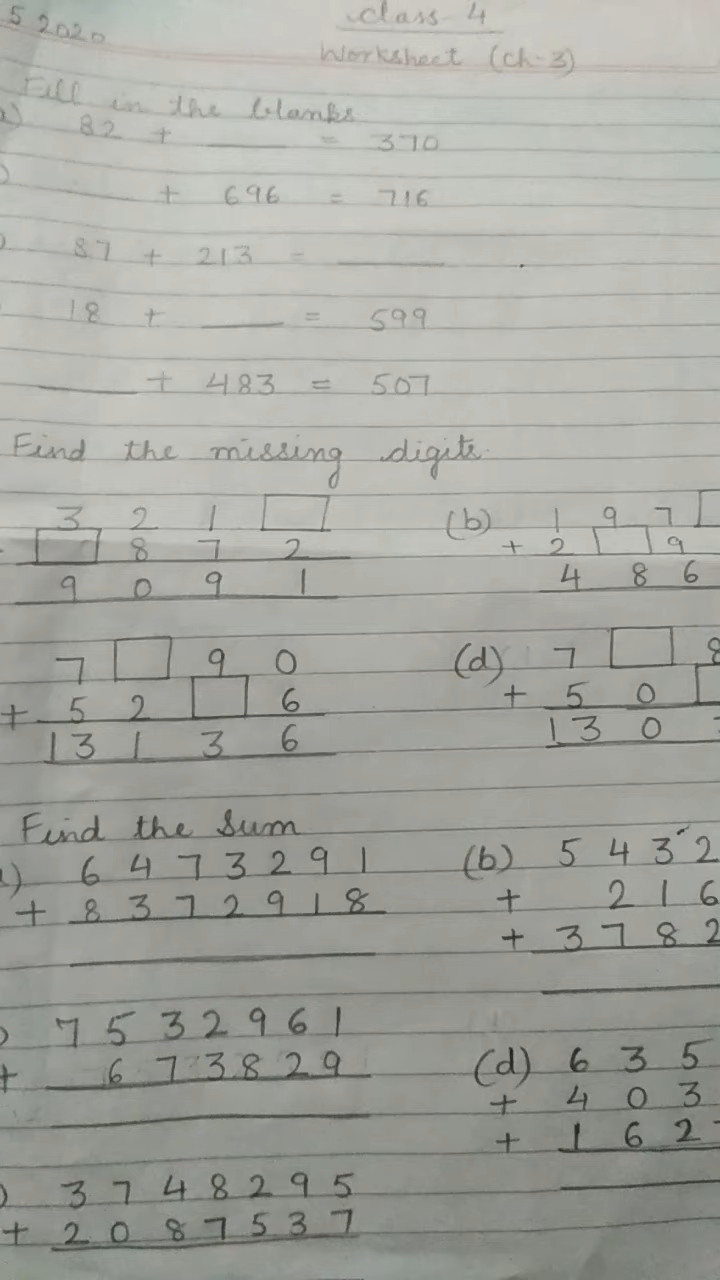 5 2020
Class-4
Worksheet (Ch-3)
Fill in the blanks
a) 82 + ____ = 370
____ + 696 = 716
87 + 213 = ____
18 + ____ = 599
____ + 483 = 507
Find the missing digits.
3 2 1 □
□ 8 7 2
9 0 9 1
(b) 1 9 7 □
+ 2 □ 9
4 8 6
7 □ 9 0
+ 5 2 □ 6
13 1 3 6
(d) 7 □ 8
+ 5 0 □
13 0
Find the Sum
a) 6 4 7 3 2 9 1
+ 8 3 7 2 9 1 8
(b) 5 4 3 2
+ 2 1 6
+ 3 7 8 2
7 5 3 2 9 6 1
+ 6 7 3 8 2 9
(d) 6 3 5
+ 4 0 3
+ 1 6 2
3 7 4 8 2 9 5
+ 2 0 8 7 5 3 7